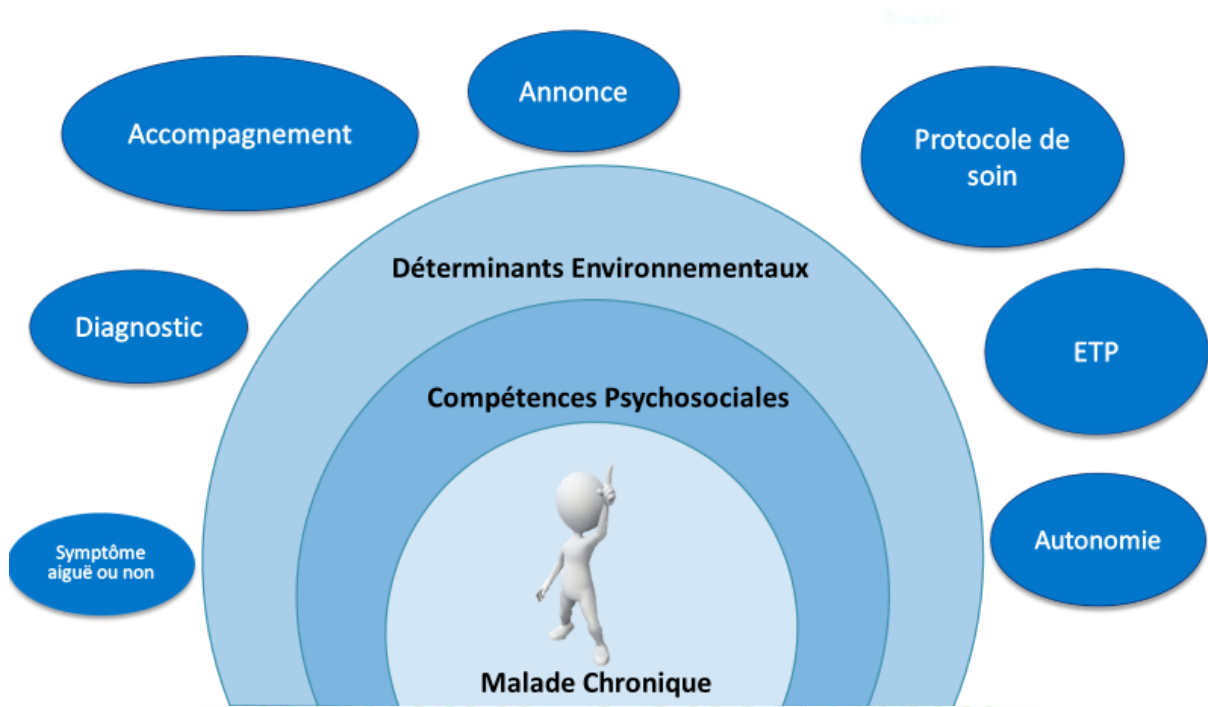 Annonce
Accompagnement
Protocole de
soin
Déterminants Environnementaux
Diagnostic
ETP
Compétences Psychosociales
Symptôme
aiguë ou non
Autonomie
Malade Chronique